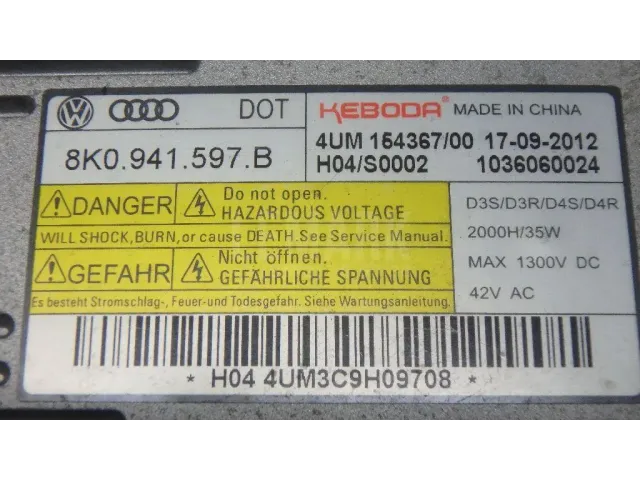 DOT KEBODA MADE IN CHINA
8K0.941.597.B
4UM 154367/00 17-09-2012
H04/S0002 1036060024
DANGER Do not open.
HAZARDOUS VOLTAGE
WILL SHOCK,BURN,or cause DEATH.See Service Manual.
GEFAHR Nicht öffnen.
GEFÄHRLICHE SPANNUNG
Es besteht Stromschlag-, Feuer-und Todesgefahr. Siehe Wartungsanleitung.
D3S/D3R/D4S/D4R
2000H/35W
MAX 1300V DC
42V AC
* H04 4UM3C9H09708 *